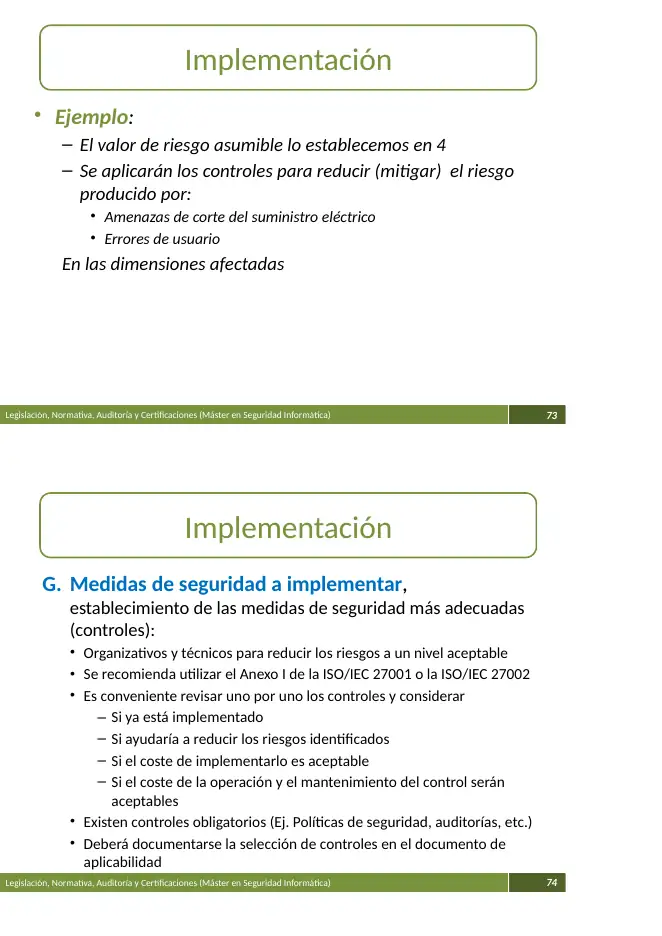 Implementación
• Ejemplo:
– El valor de riesgo asumible lo establecemos en 4
– Se aplicarán los controles para reducir (mitigar) el riesgo
producido por:
• Amenazas de corte del suministro eléctrico
• Errores de usuario
En las dimensiones afectadas
Legislación, Normativa, Auditoría y Certificaciones (Máster en Seguridad Informática) 73
Implementación
G. Medidas de seguridad a implementar,
establecimiento de las medidas de seguridad más adecuadas
(controles):
• Organizativos y técnicos para reducir los riesgos a un nivel aceptable
• Se recomienda utilizar el Anexo I de la ISO/IEC 27001 o la ISO/IEC 27002
• Es conveniente revisar uno por uno los controles y considerar
– Si ya está implementado
– Si ayudaría a reducir los riesgos identificados
– Si el coste de implementarlo es aceptable
– Si el coste de la operación y el mantenimiento del control serán
aceptables
• Existen controles obligatorios (Ej. Políticas de seguridad, auditorías, etc.)
• Deberá documentarse la selección de controles en el documento de
aplicabilidad
Legislación, Normativa, Auditoría y Certificaciones (Máster en Seguridad Informática) 74